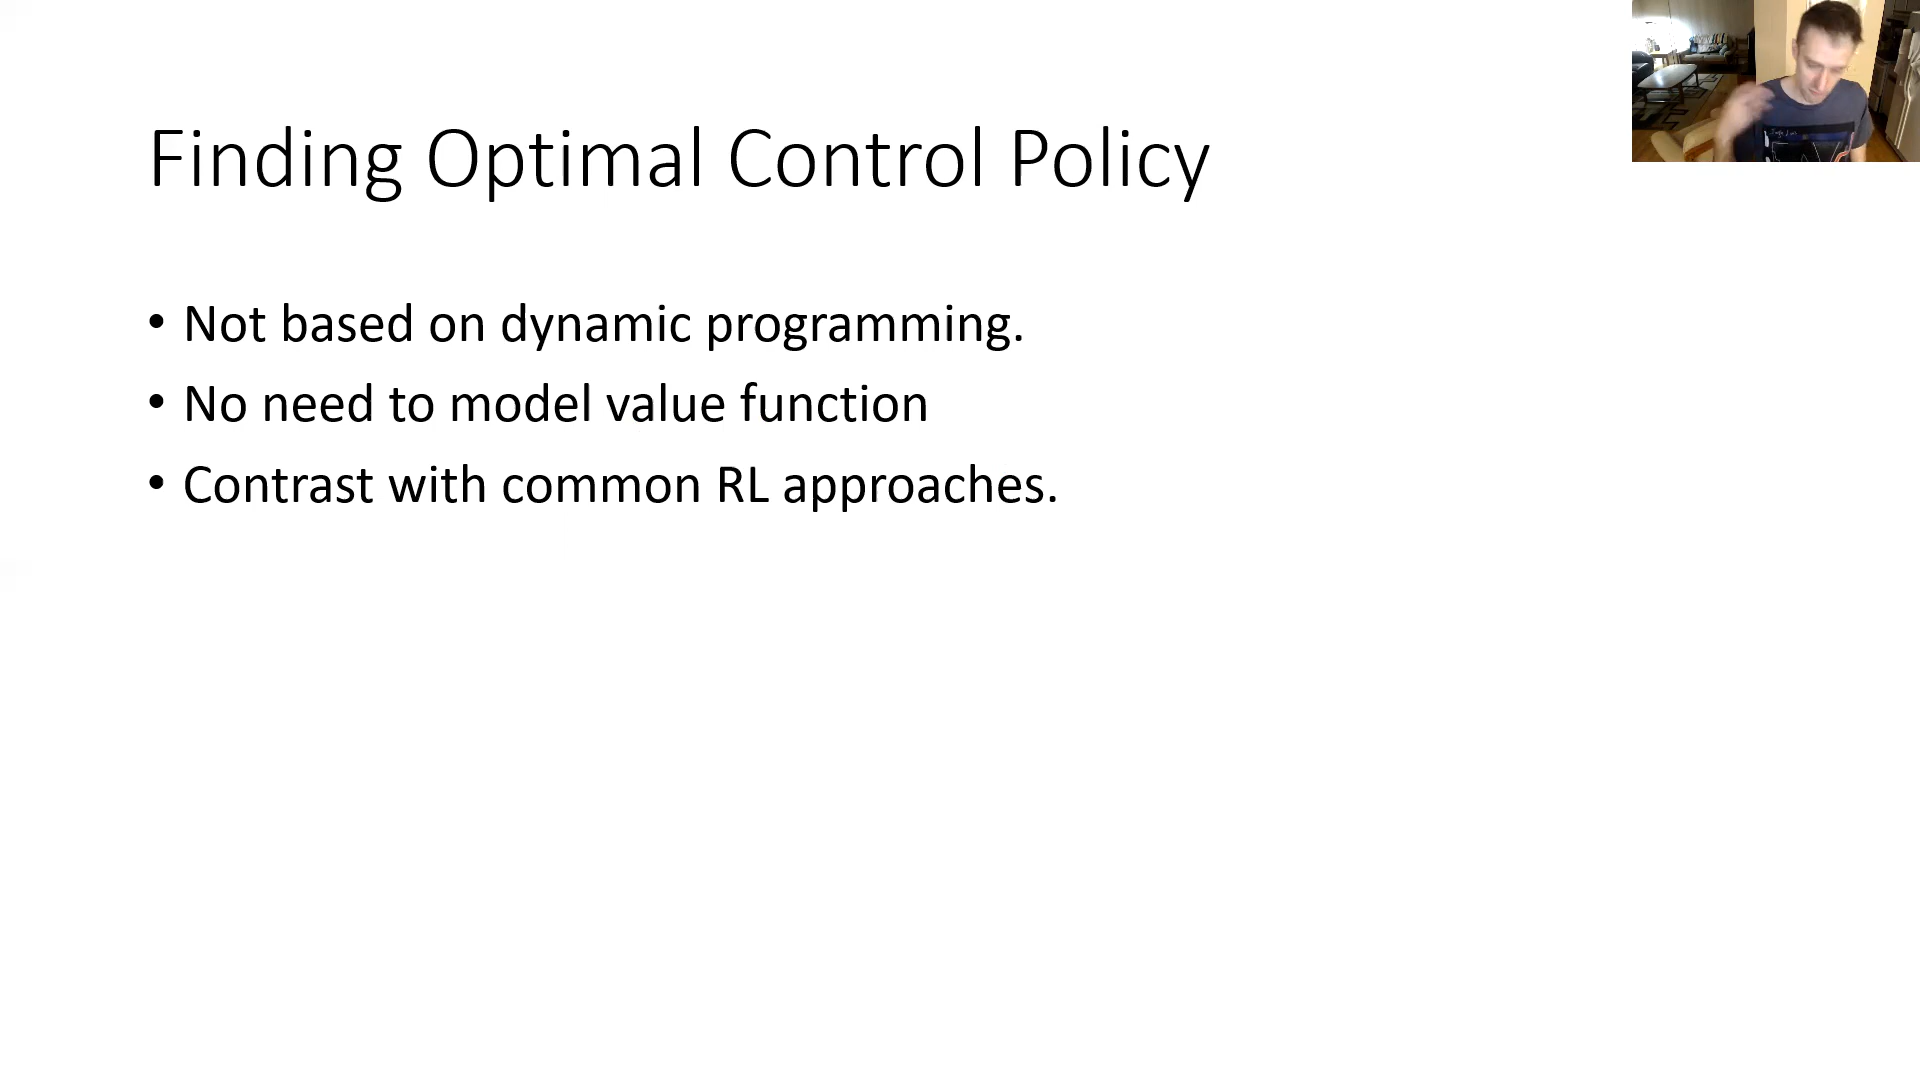 Finding Optimal Control Policy
• Not based on dynamic programming.
• No need to model value function
• Contrast with common RL approaches.